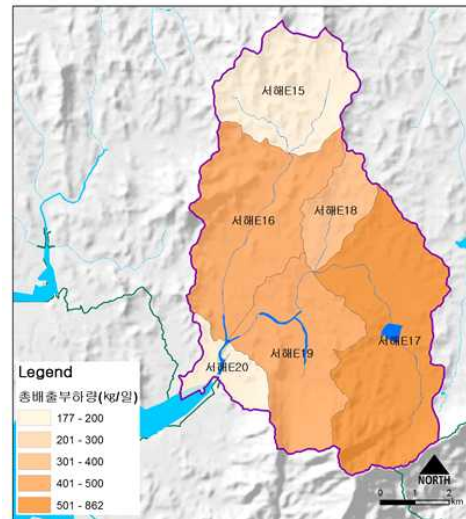 서해E15
서해E16
서해E18
서해E17
서해E19
서해E20
Legend
총배출부하량(kg/일)
177 - 200
201 - 300
301 - 400
401 - 500
501 - 862
NORTH
0 1 2
km